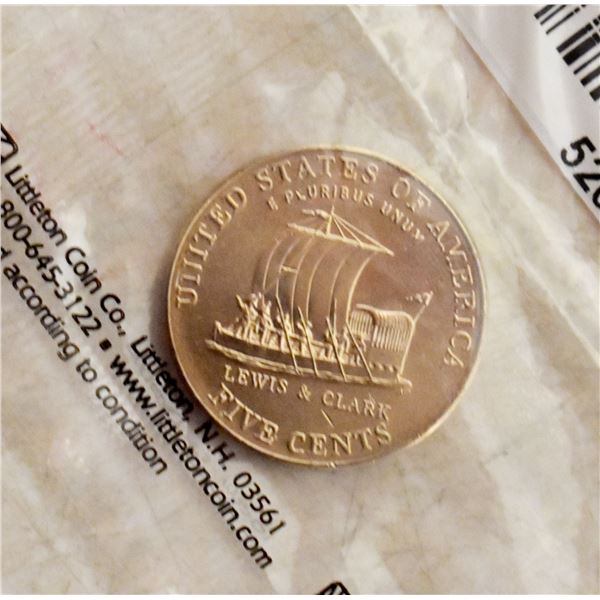 UNITED STATES OF AMERICA
E PLURIBUS UNUM
LEWIS & CLARK
FIVE CENTS
Littleton Coin Co., Littleton, N.H. 03561
800-645-3122 ▪ www.littletoncoin.com
according to condition